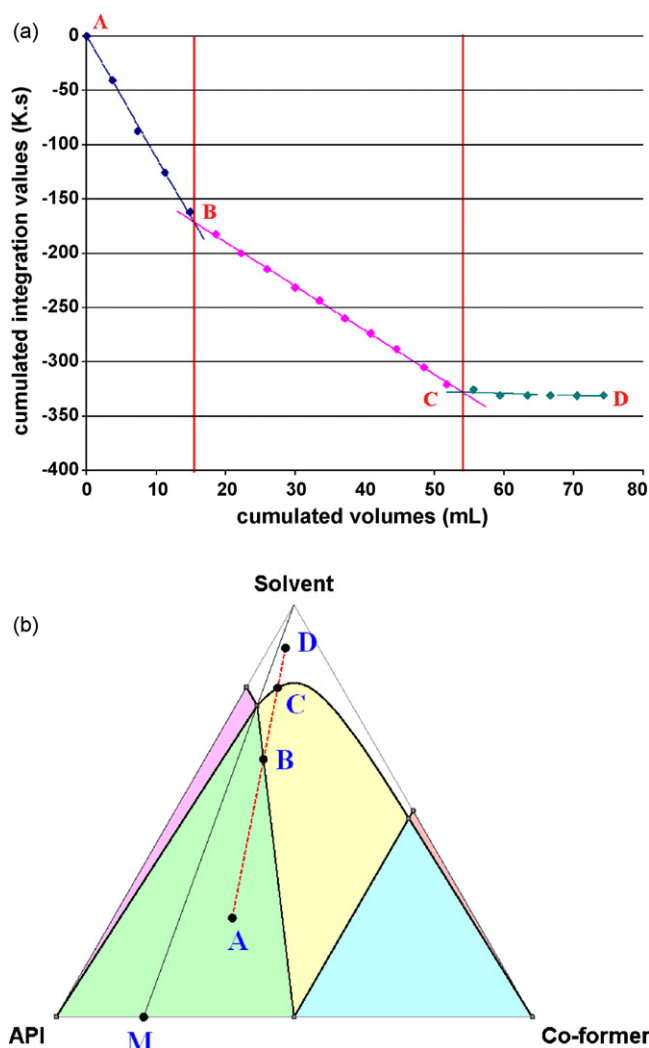 (a)
cumulated integration values (K.s)
0
-50
-100
-150
-200
-250
-300
-350
-400
A
B
C
D
0 10 20 30 40 50 60 70 80
cumulated volumes (mL)
(b)
Solvent
D
C
B
A
API
M
Co-former